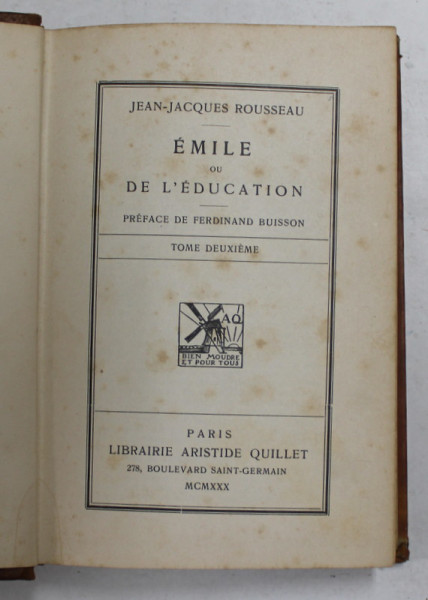 JEAN-JACQUES ROUSSEAU
ÉMILE
OU
DE L'ÉDUCATION
PRÉFACE DE FERDINAND BUISSON
TOME DEUXIÉME
AQ
BIEN MOUDRE
ET POUR TOUS
PARIS
LIBRAIRIE ARISTIDE QUILLET
278, BOULEVARD SAINT-GERMAIN
MCMXXX